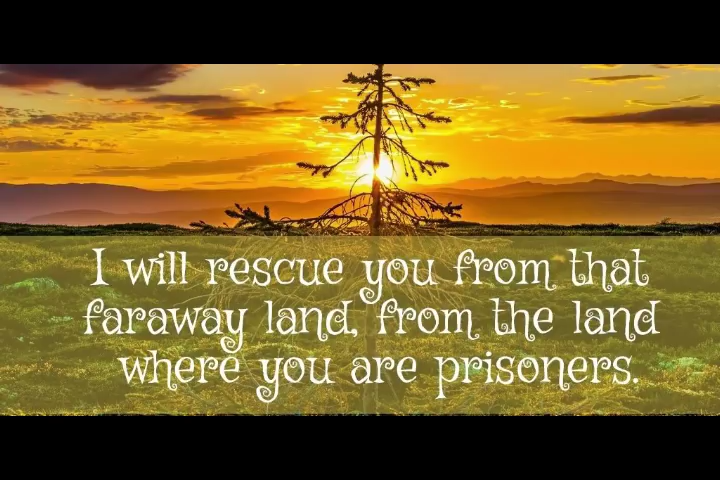 I will rescue you from that
faraway land, from the land
where you are prisoners.